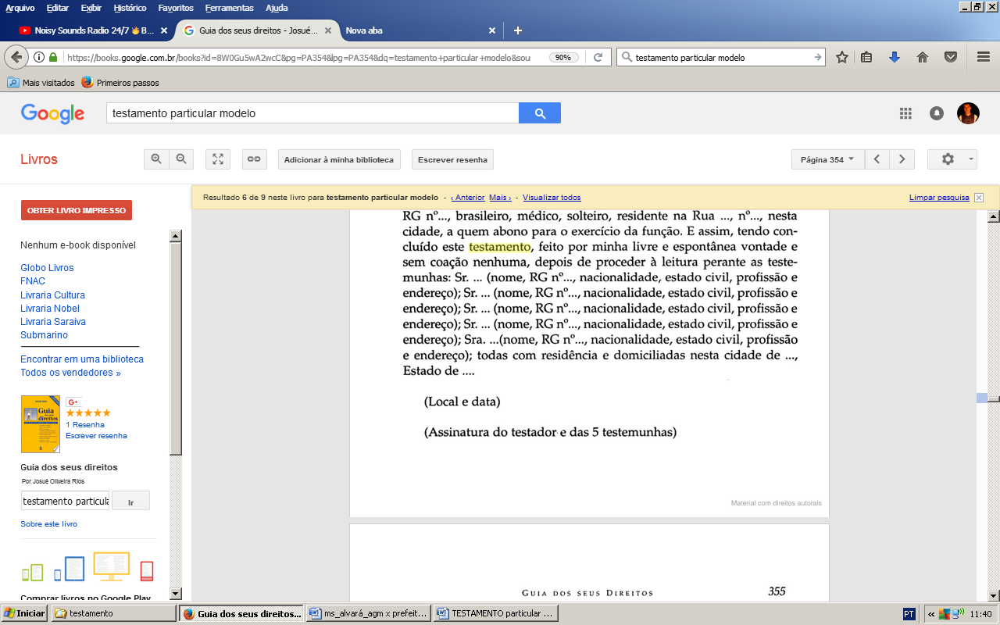 Arquivo Editar Exibir Histórico Favoritos Ferramentas Ajuda
Noisy Sounds Radio 24/7 🔥B...
Guia dos seus direitos - Josué...
Nova aba
https://books.google.com.br/books?id=8W0Gu5wA2wcC&pg=PA354&lpg=PA354&dq=testamento+particular+modelo&sou
90%
testamento particular modelo
Mais visitados
Primeiros passos
Google
testamento particular modelo
Livros
Adicionar à minha biblioteca
Escrever resenha
Página 354
OBTER LIVRO IMPRESSO
Nenhum e-book disponível
Globo Livros
FNAC
Livraria Cultura
Livraria Nobel
Livraria Saraiva
Submarino
Encontrar em uma biblioteca
Todos os vendedores »
Guia
direitos
G+
1 Resenha
Escrever resenha
Guia dos seus direitos
Por Josué Oliveira Rios
testamento particula
Ir
Sobre este livro
Comprar livros no Google Play
Resultado 6 de 9 neste livro para testamento particular modelo - ‹ Anterior Mais › - Visualizar todos
Limpar pesquisa
RG nº..., brasileiro, médico, solteiro, residente na Rua ..., nº..., nesta
cidade, a quem abono para o exercício da função. E assim, tendo con-
cluído este testamento, feito por minha livre e espontânea vontade e
sem coação nenhuma, depois de proceder à leitura perante as teste-
munhas: Sr. ... (nome, RG nº..., nacionalidade, estado civil, profissão e
endereço); Sr. ... (nome, RG nº..., nacionalidade, estado civil, profissão e
endereço); Sr. ... (nome, RG nº..., nacionalidade, estado civil, profissão e
endereço); Sr. ... (nome, RG nº..., nacionalidade, estado civil, profissão e
endereço); Sra. ...(nome, RG nº..., nacionalidade, estado civil, profissão
e endereço); todas com residência e domiciliadas nesta cidade de ...,
Estado de ....
(Local e data)
(Assinatura do testador e das 5 testemunhas)
Material com direitos autorais
GUIA DOS SEUS DIREITOS
355
Iniciar
testamento
Guia dos seus direitos...
ms_alvará_agm x prefeit...
TESTAMENTO particular ...
PT
«
11:40